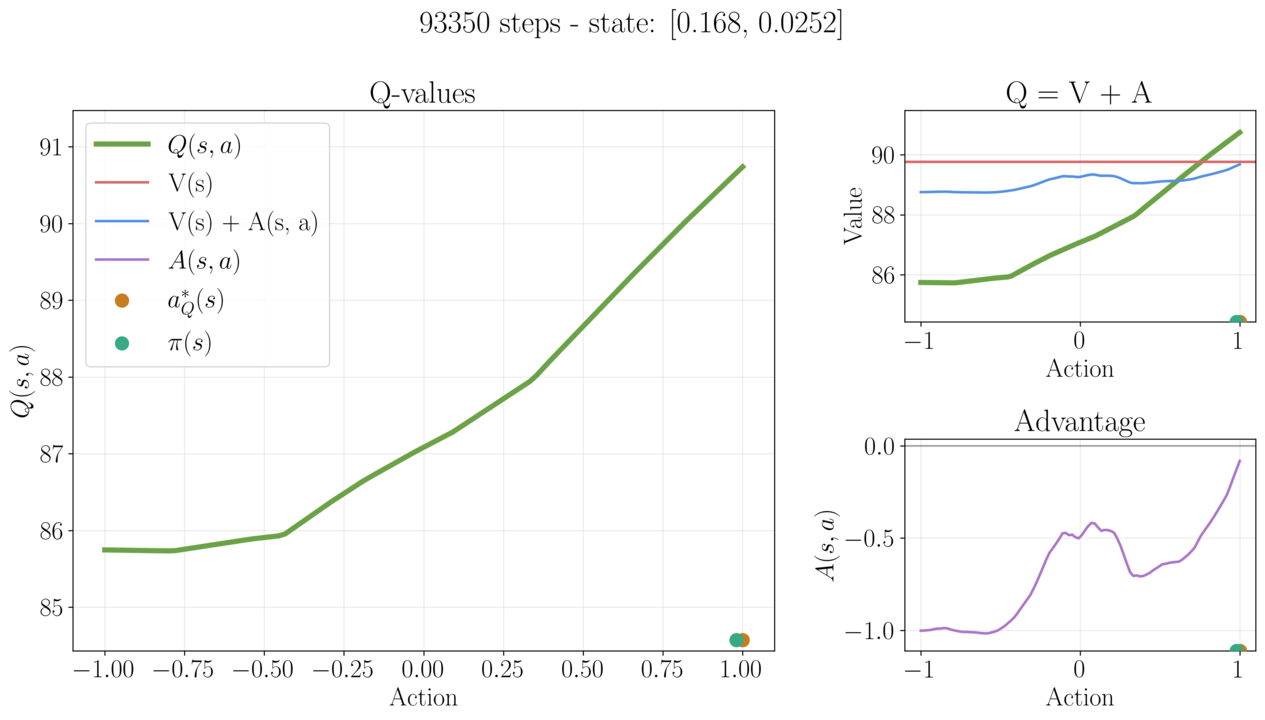 93350 steps - state: [0.168, 0.0252]
Q-values
Q(s, a)
91
90
89
88
87
86
85
Q(s, a)
V(s)
V(s) + A(s, a)
A(s, a)
a*Q(s)
π(s)
−1.00 −0.75 −0.50 −0.25 0.00 0.25 0.50 0.75 1.00
Action
Q = V + A
Value
90
88
86
−1 0 1
Action
Advantage
A(s, a)
0.0
−0.5
−1.0
−1 0 1
Action